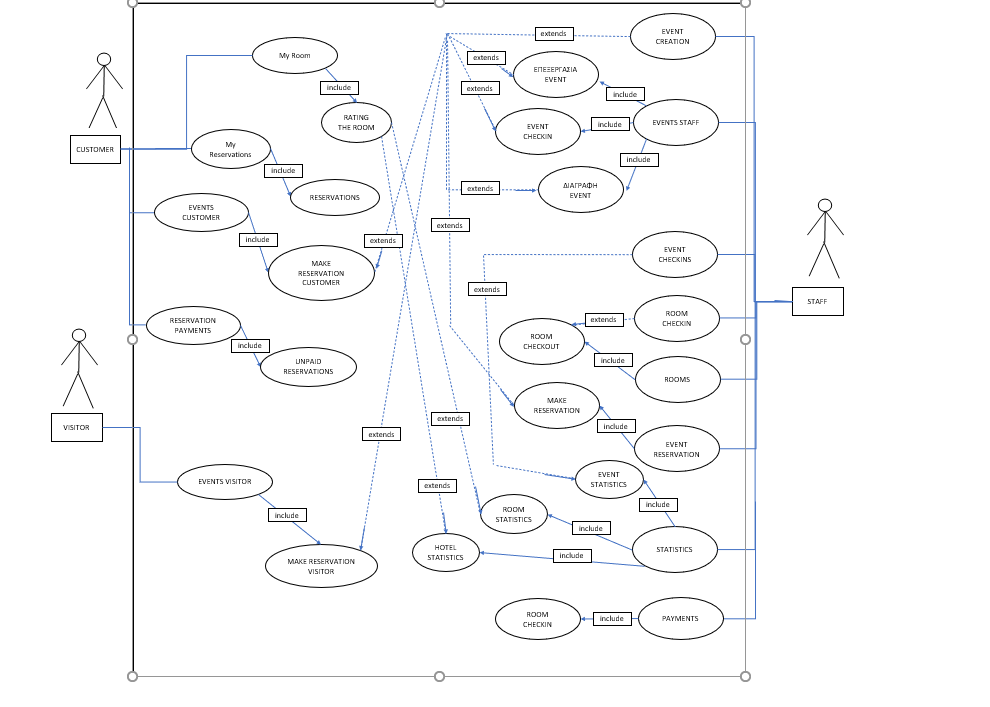 extends
EVENT
CREATION
My Room
extends
ΕΠΕΞΕΡΓΑΣΙΑ
EVENT
include
extends
include
RATING
THE ROOM
EVENT
CHECKIN
include
EVENTS STAFF
CUSTOMER
My
Reservations
include
include
extends
ΔΙΑΓΡΑΦΗ
EVENT
RESERVATIONS
EVENTS
CUSTOMER
extends
include
extends
EVENT
CHECKINS
MAKE
RESERVATION
CUSTOMER
extends
STAFF
RESERVATION
PAYMENTS
extends
ROOM
CHECKIN
include
ROOM
CHECKOUT
include
UNPAID
RESERVATIONS
ROOMS
MAKE
RESERVATION
VISITOR
extends
extends
include
EVENT
RESERVATION
EVENTS VISITOR
extends
EVENT
STATISTICS
include
include
ROOM
STATISTICS
include
HOTEL
STATISTICS
include
STATISTICS
MAKE RESERVATION
VISITOR
ROOM
CHECKIN
include
PAYMENTS